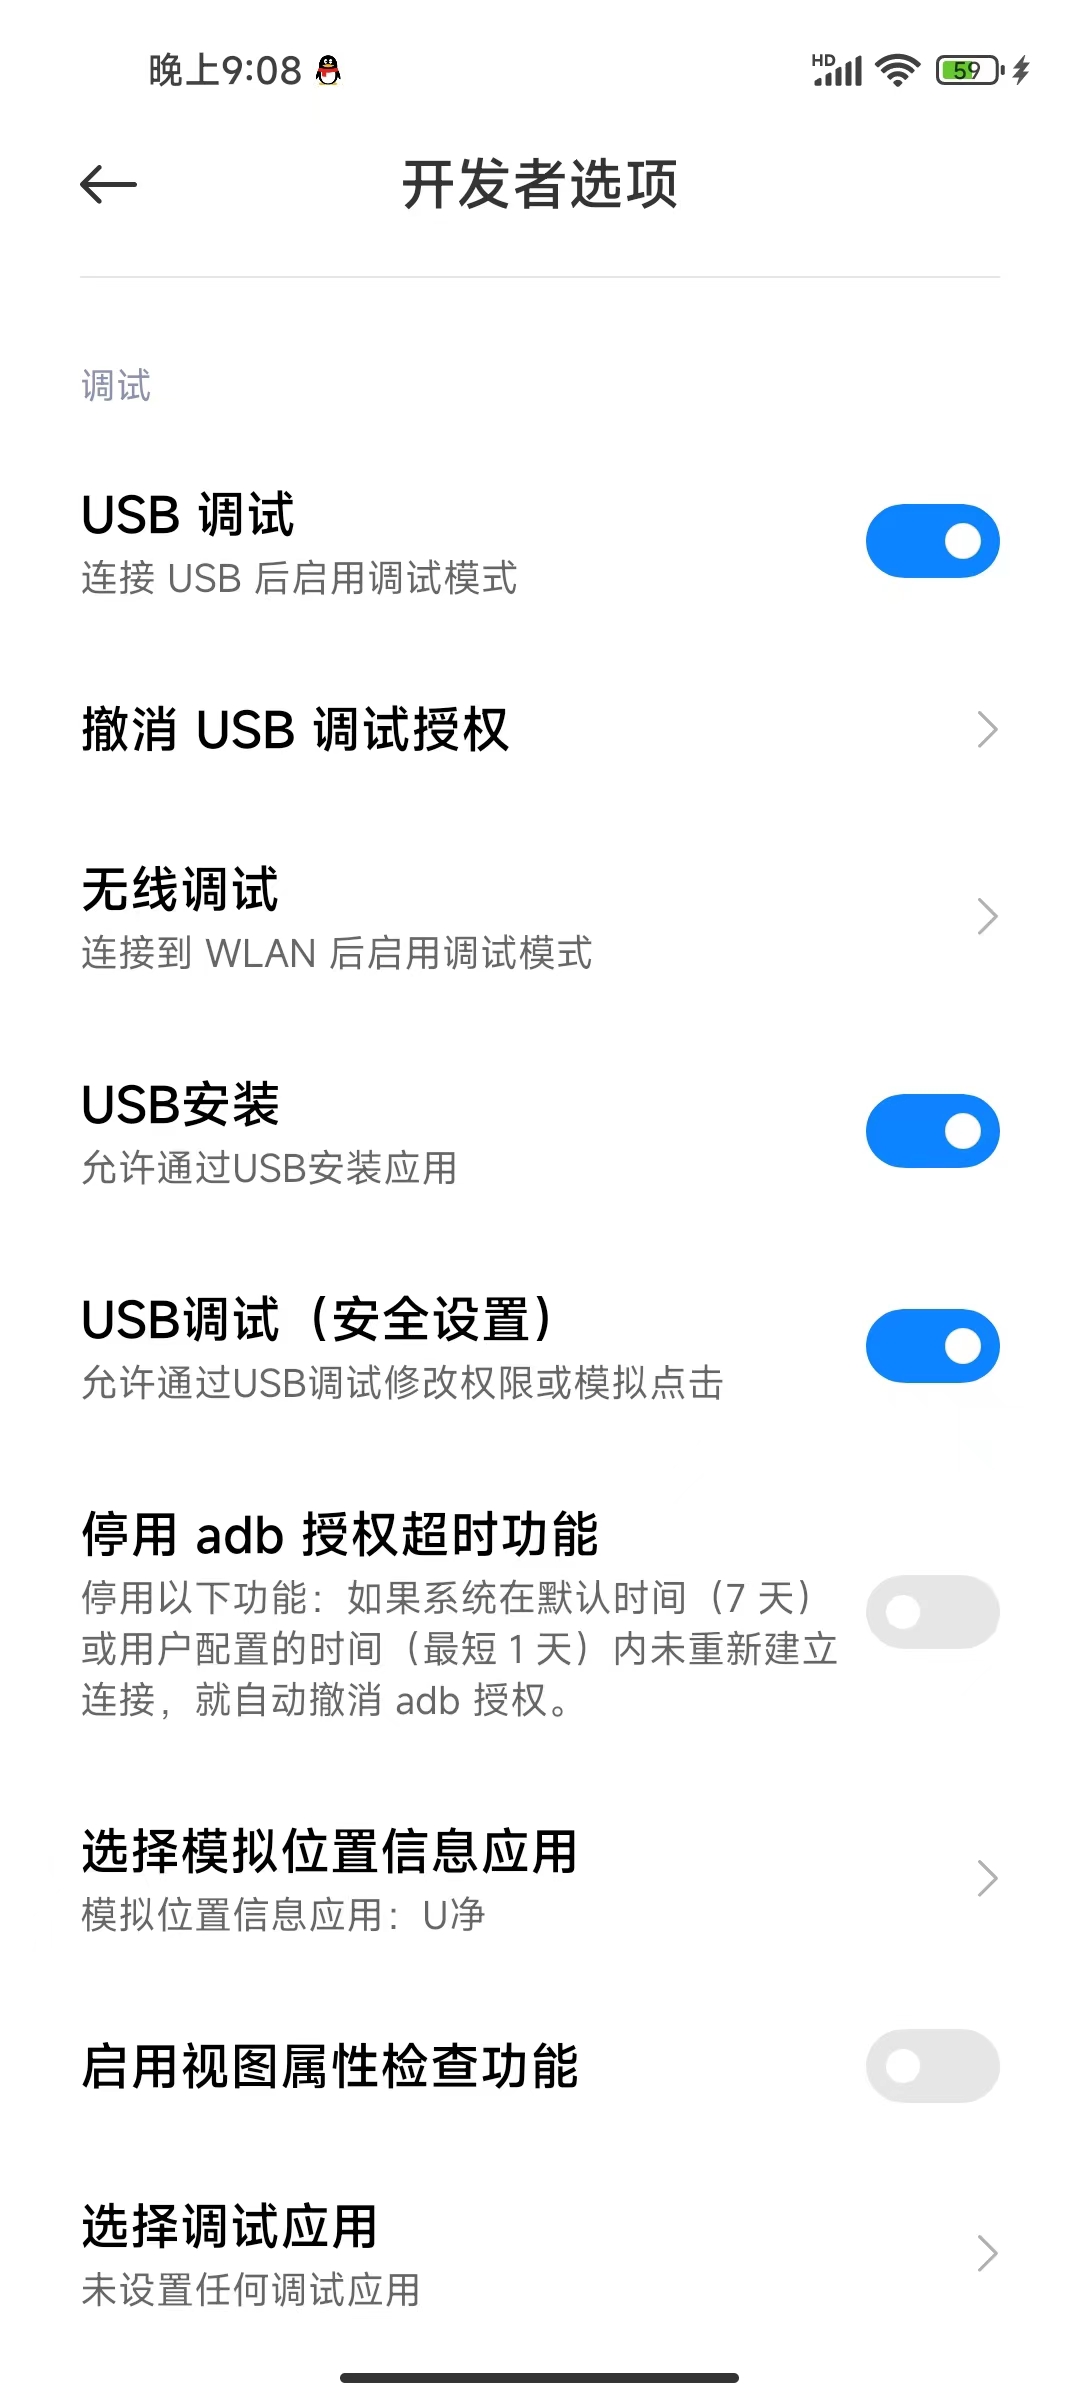 晚上9:08
HD
59
开发者选项
调试
USB 调试
连接 USB 后启用调试模式
撤消 USB 调试授权
无线调试
连接到 WLAN 后启用调试模式
USB安装
允许通过USB安装应用
USB调试（安全设置）
允许通过USB调试修改权限或模拟点击
停用 adb 授权超时功能
停用以下功能：如果系统在默认时间（7 天）
或用户配置的时间（最短 1 天）内未重新建立
连接，就自动撤消 adb 授权。
选择模拟位置信息应用
模拟位置信息应用：U净
启用视图属性检查功能
选择调试应用
未设置任何调试应用